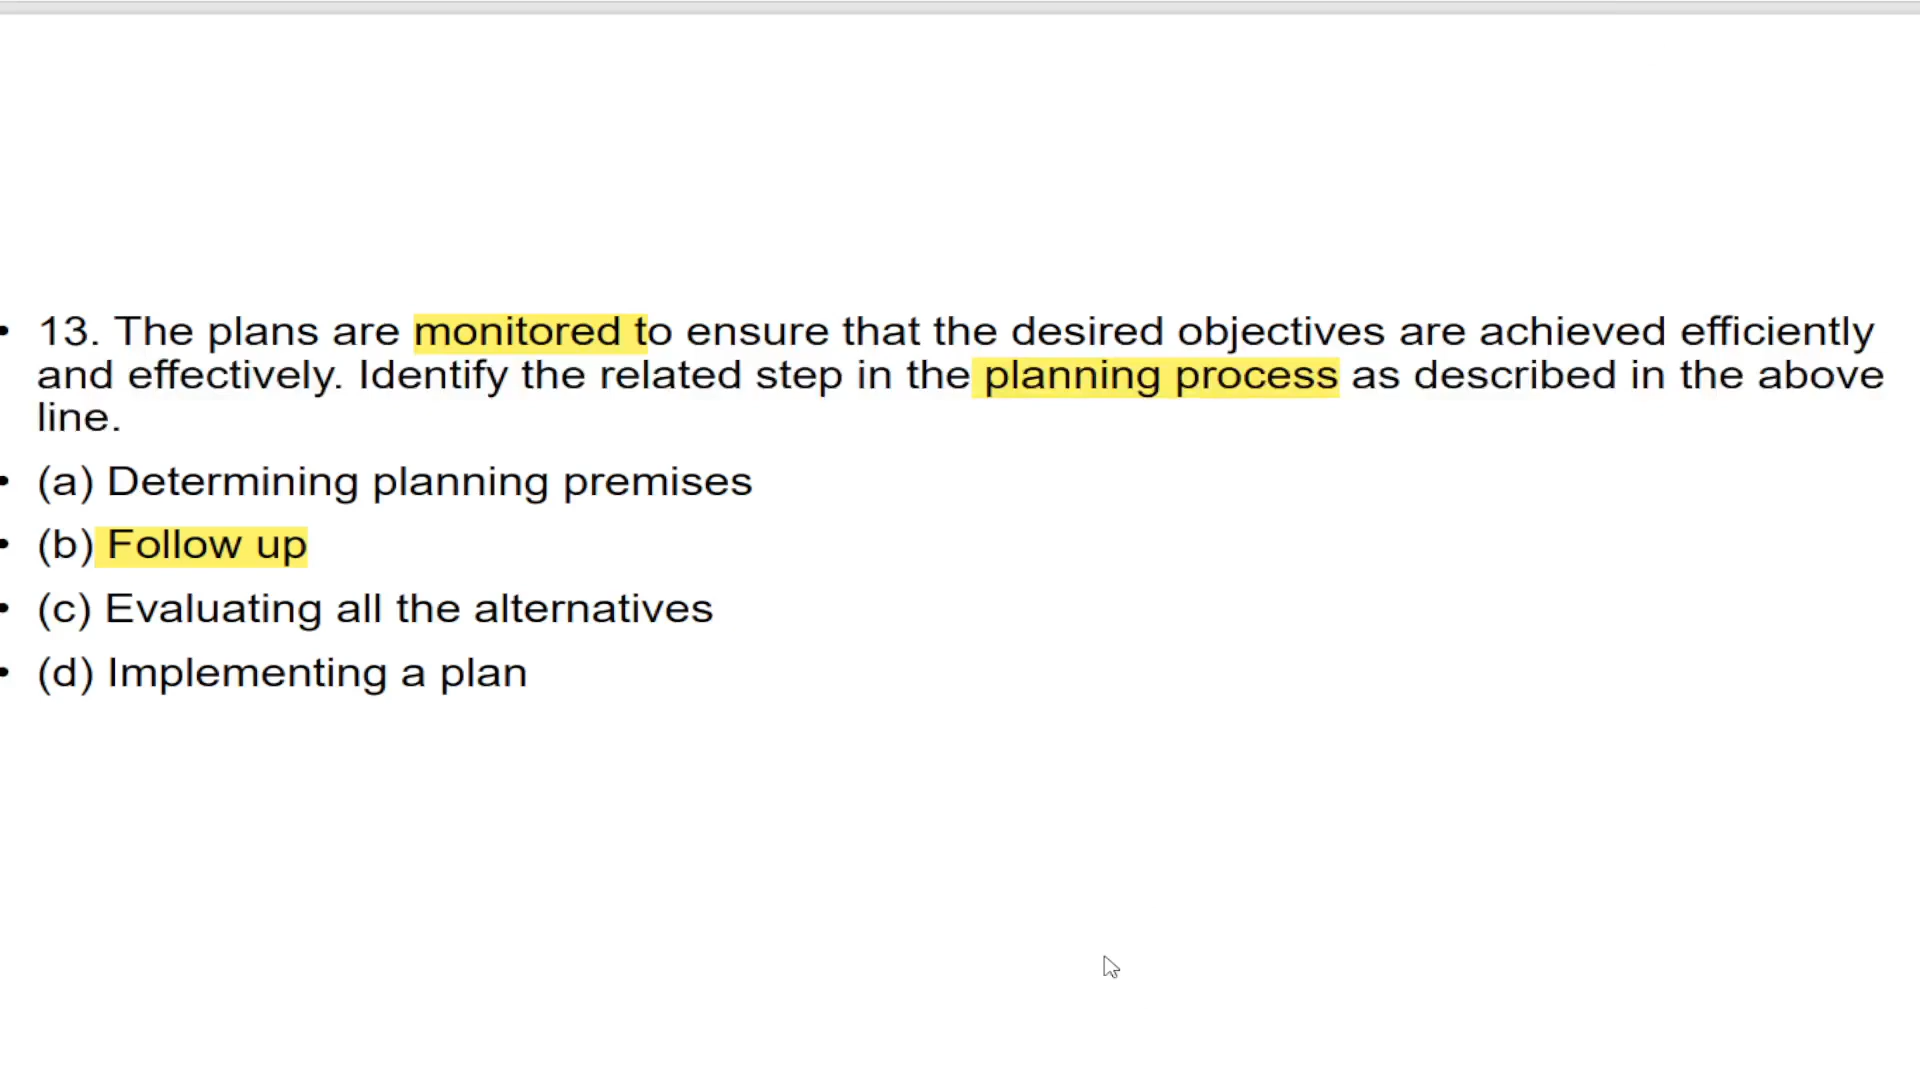 • 13. The plans are monitored to ensure that the desired objectives are achieved efficiently
and effectively. Identify the related step in the planning process as described in the above
line.
• (a) Determining planning premises
• (b) Follow up
• (c) Evaluating all the alternatives
• (d) Implementing a plan